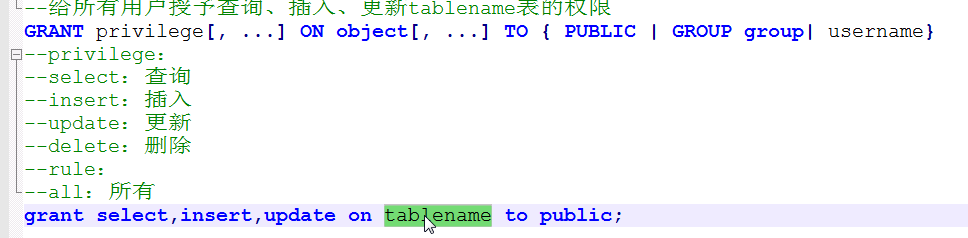 --给所有用户授予查询、插入、更新tablename表的权限
GRANT privilege[, ...] ON object[, ...] TO { PUBLIC | GROUP group| username}
--privilege：
--select：查询
--insert：插入
--update：更新
--delete：删除
--rule：
--all：所有
grant select,insert,update on tablename to public;